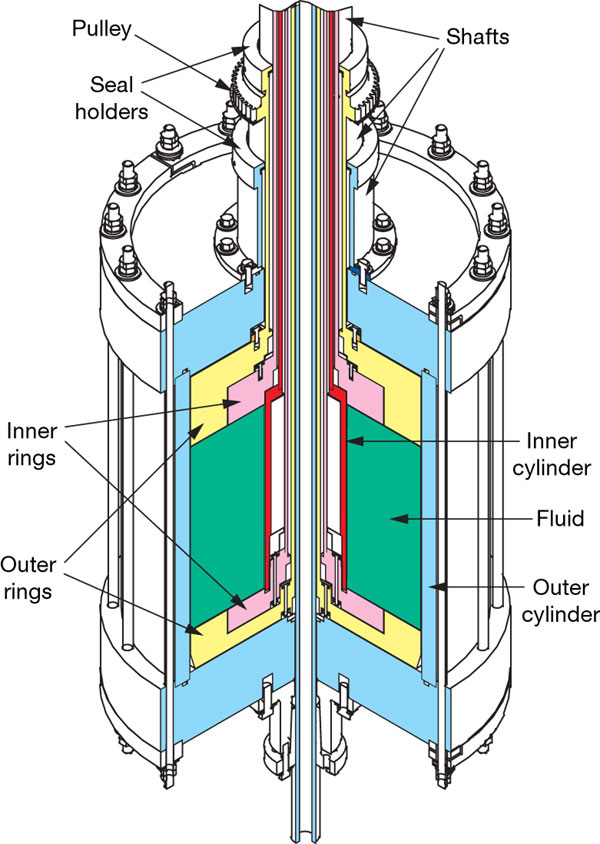 Pulley
Shafts
Seal
holders
Inner
rings
Inner
cylinder
Fluid
Outer
rings
Outer
cylinder